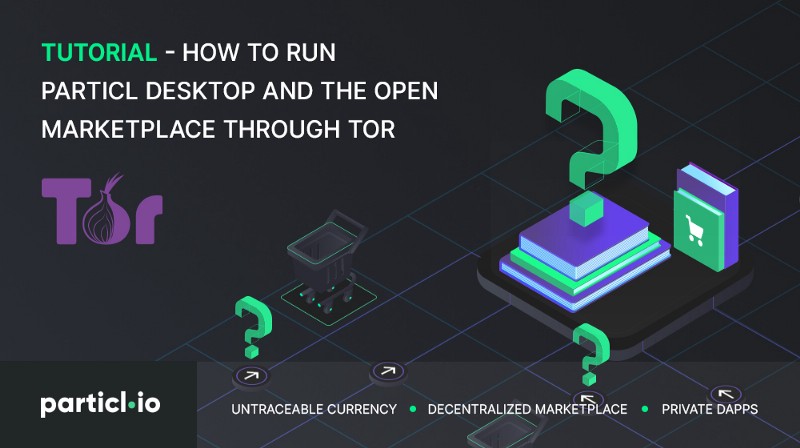 TUTORIAL - HOW TO RUN
PARTICL DESKTOP AND THE OPEN
MARKETPLACE THROUGH TOR
Tor
particl.io
UNTRACEABLE CURRENCY • DECENTRALIZED MARKETPLACE • PRIVATE DAPPS